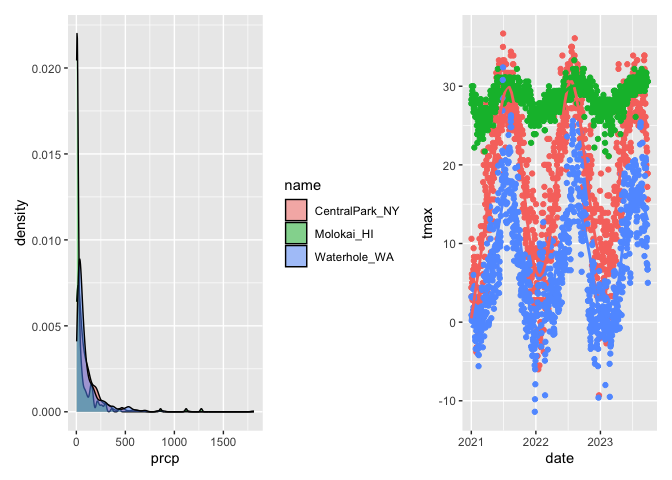 0.020
0.015
0.010
0.005
0.000
density
0 500 1000 1500
prcp
name
CentralPark_NY
Molokai_HI
Waterhole_WA
30
20
10
0
-10
tmax
2021 2022 2023
date